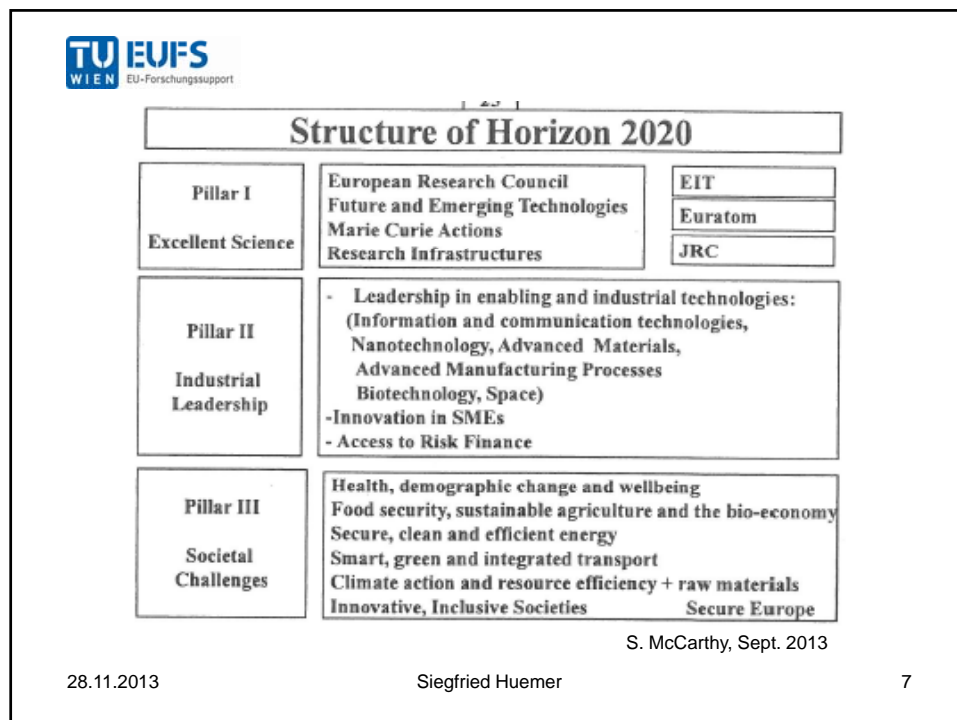 TU EUFS
WIEN EU-Forschungssupport
Structure of Horizon 2020
Pillar I
Excellent Science
European Research Council
Future and Emerging Technologies
Marie Curie Actions
Research Infrastructures
EIT
Euratom
JRC
Pillar II
Industrial
Leadership
- Leadership in enabling and industrial technologies:
(Information and communication technologies,
Nanotechnology, Advanced Materials,
Advanced Manufacturing Processes
Biotechnology, Space)
-Innovation in SMEs
- Access to Risk Finance
Pillar III
Societal
Challenges
Health, demographic change and wellbeing
Food security, sustainable agriculture and the bio-economy
Secure, clean and efficient energy
Smart, green and integrated transport
Climate action and resource efficiency + raw materials
Innovative, Inclusive Societies Secure Europe
S. McCarthy, Sept. 2013
28.11.2013 Siegfried Huemer 7